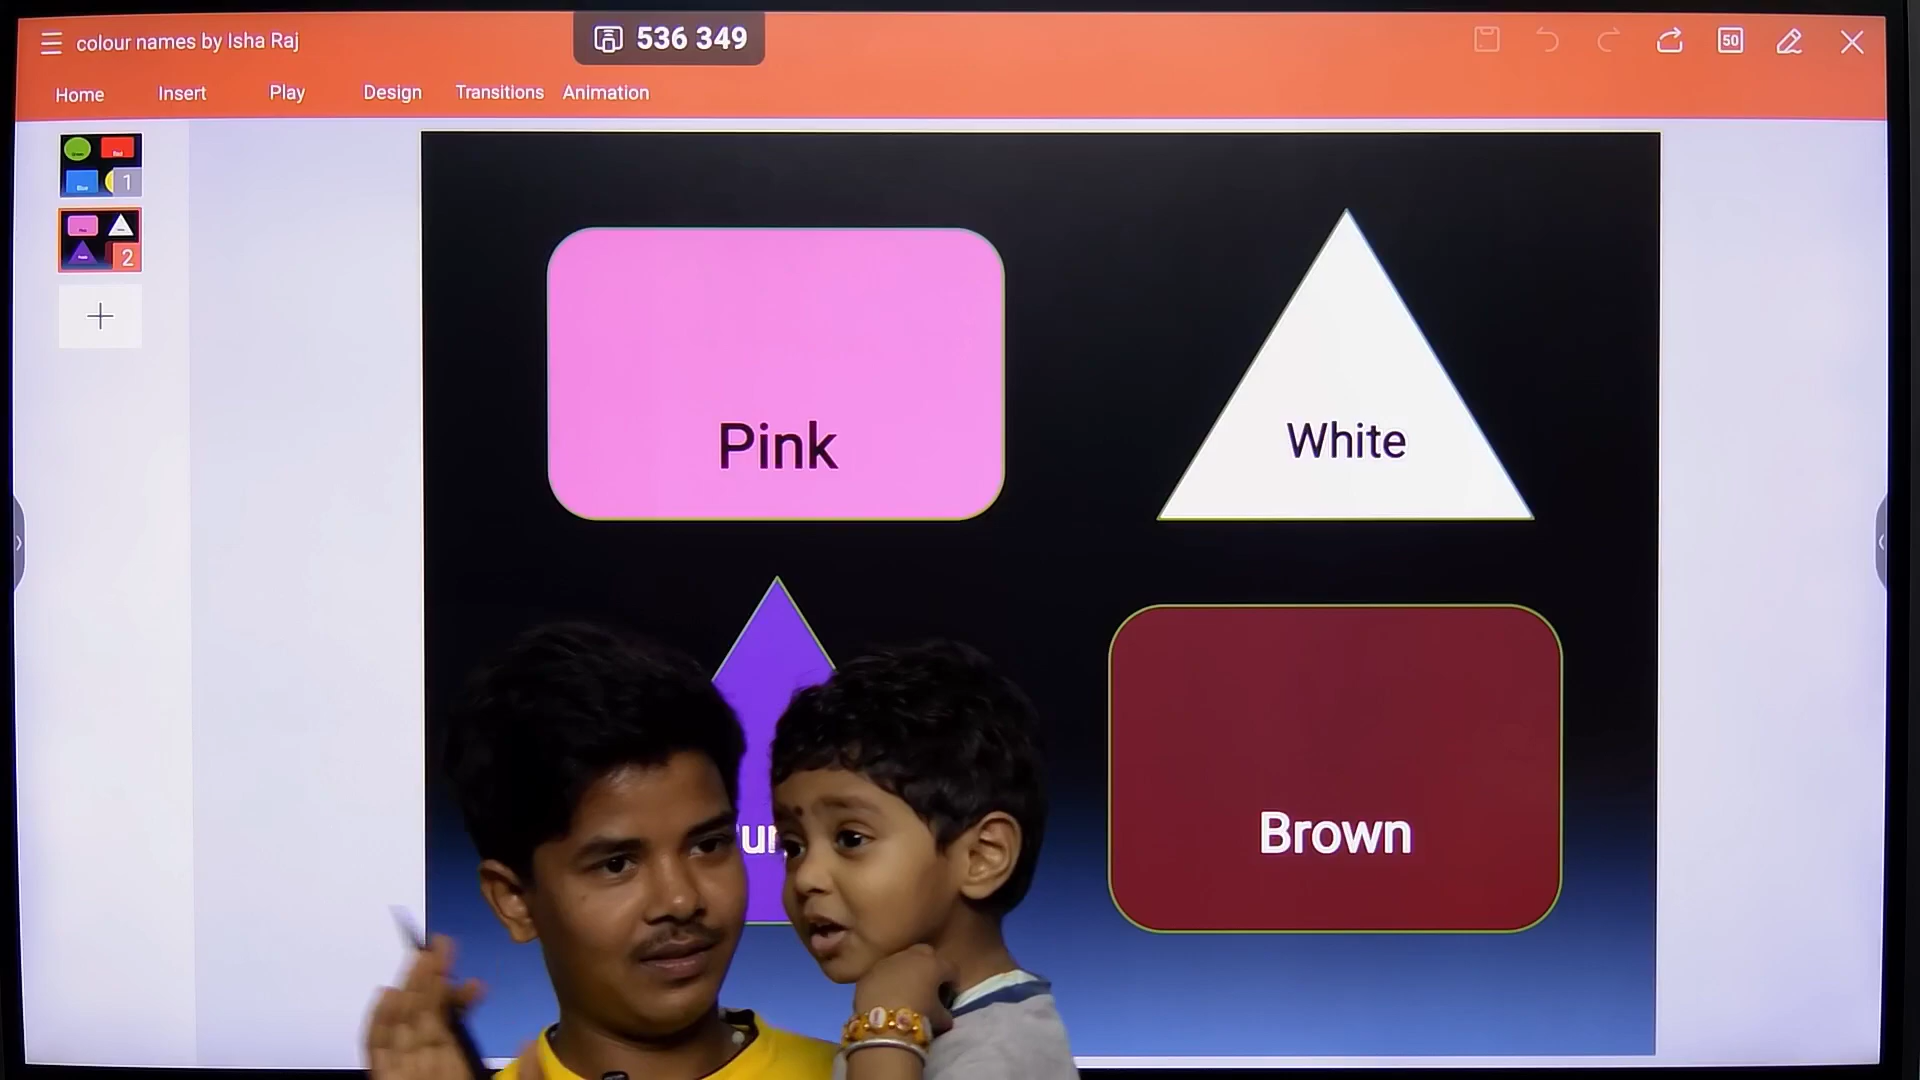 colour names by Isha Raj
536 349
50
Home Insert Play Design Transitions Animation
1
2
Pink
White
Brown